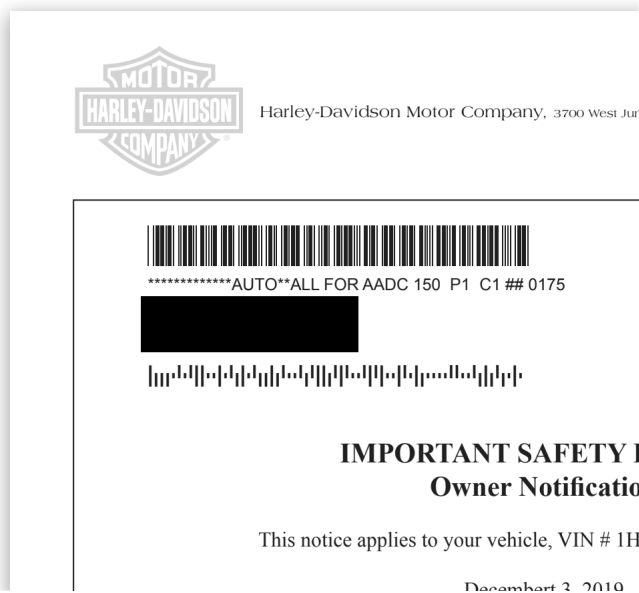 MOTOR
HARLEY-DAVIDSON
COMPANY
Harley-Davidson Motor Company, 3700 West Jun
*************AUTO**ALL FOR AADC 150 P1 C1 ## 0175
IMPORTANT SAFETY
Owner Notificatio
This notice applies to your vehicle, VIN # 1H
Decembert 3, 2019